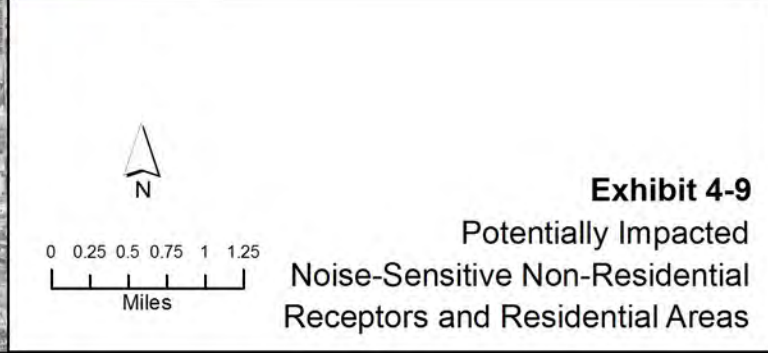 N
0 0.25 0.5 0.75 1 1.25
Miles
Exhibit 4-9
Potentially Impacted
Noise-Sensitive Non-Residential
Receptors and Residential Areas